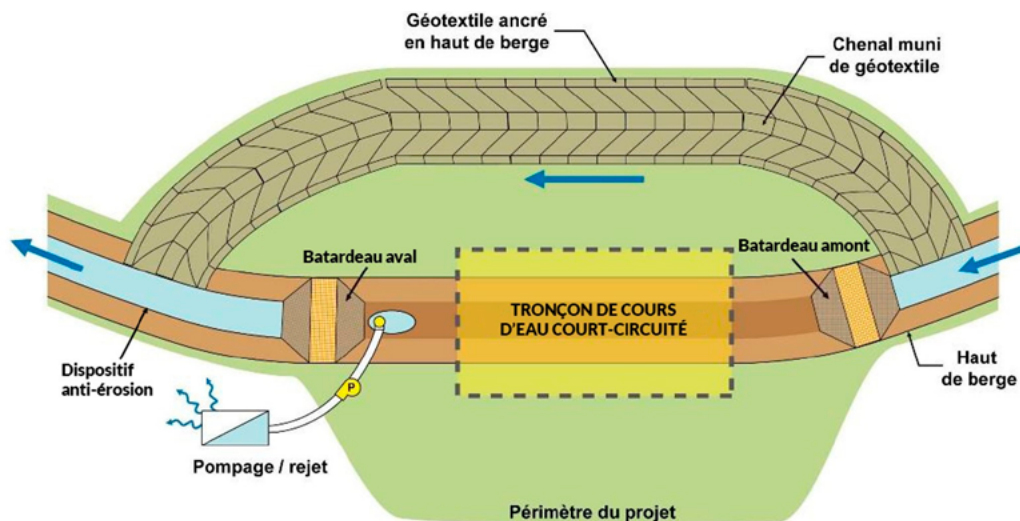 Géotextile ancré
en haut de berge
Chenal muni
de géotextile
Batardeau aval
Batardeau amont
TRONÇON DE COURS
D'EAU COURT-CIRCUITÉ
Dispositif
anti-érosion
Haut
de berge
P
Pompage / rejet
Périmètre du projet